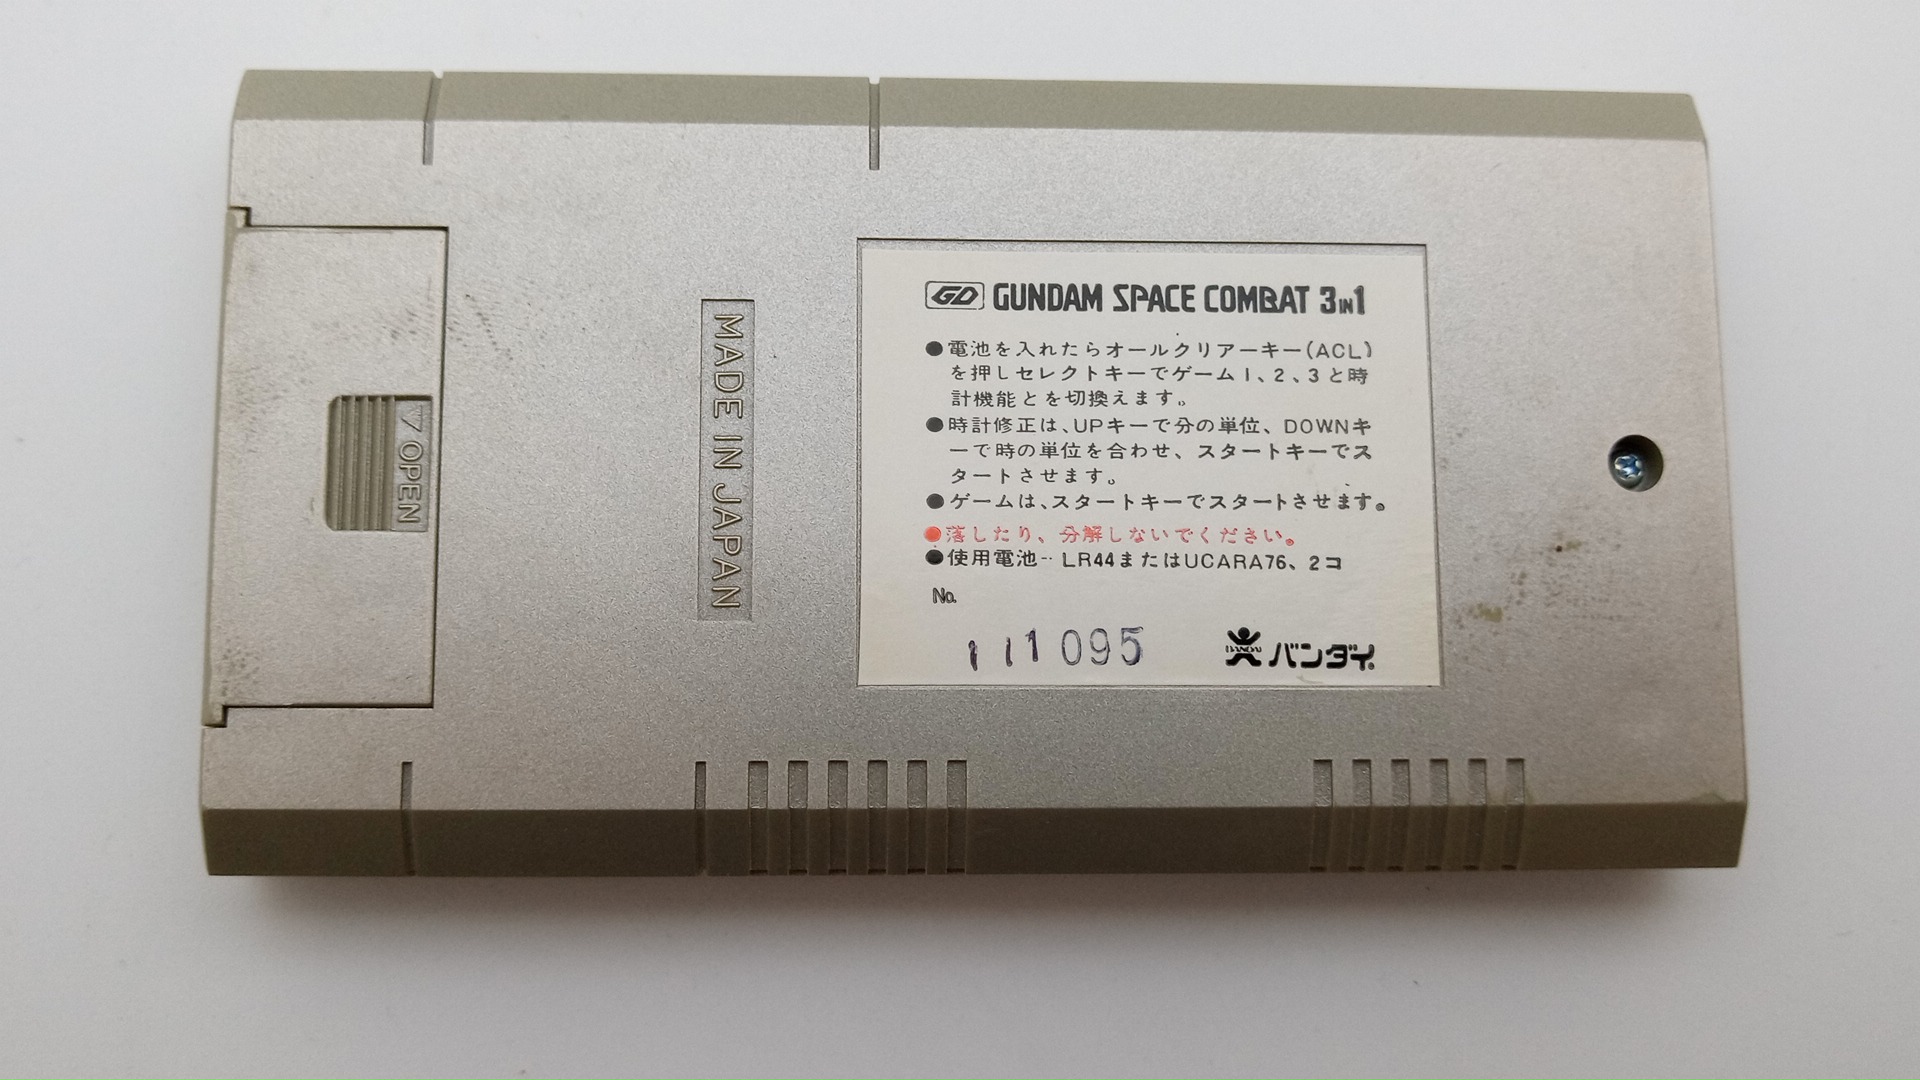 GD GUNDAM SPACE COMBAT 3 IN 1
●電池を入れたらオールクリアーキー(ACL)
を押しセレクトキーでゲーム1、2、3と時
計機能とを切換えます。
●時計修正は、UPキーで分の単位、DOWNキ
ーで時の単位を合わせ、スタートキーでス
タートさせます。
●ゲームは、スタートキーでスタートさせます。
●落したり、分解しないでください。
●使用電池‥LR44またはUCARA76、2コ
No.
111095
BANDAI バンダイ
MADE IN JAPAN
▽OPEN